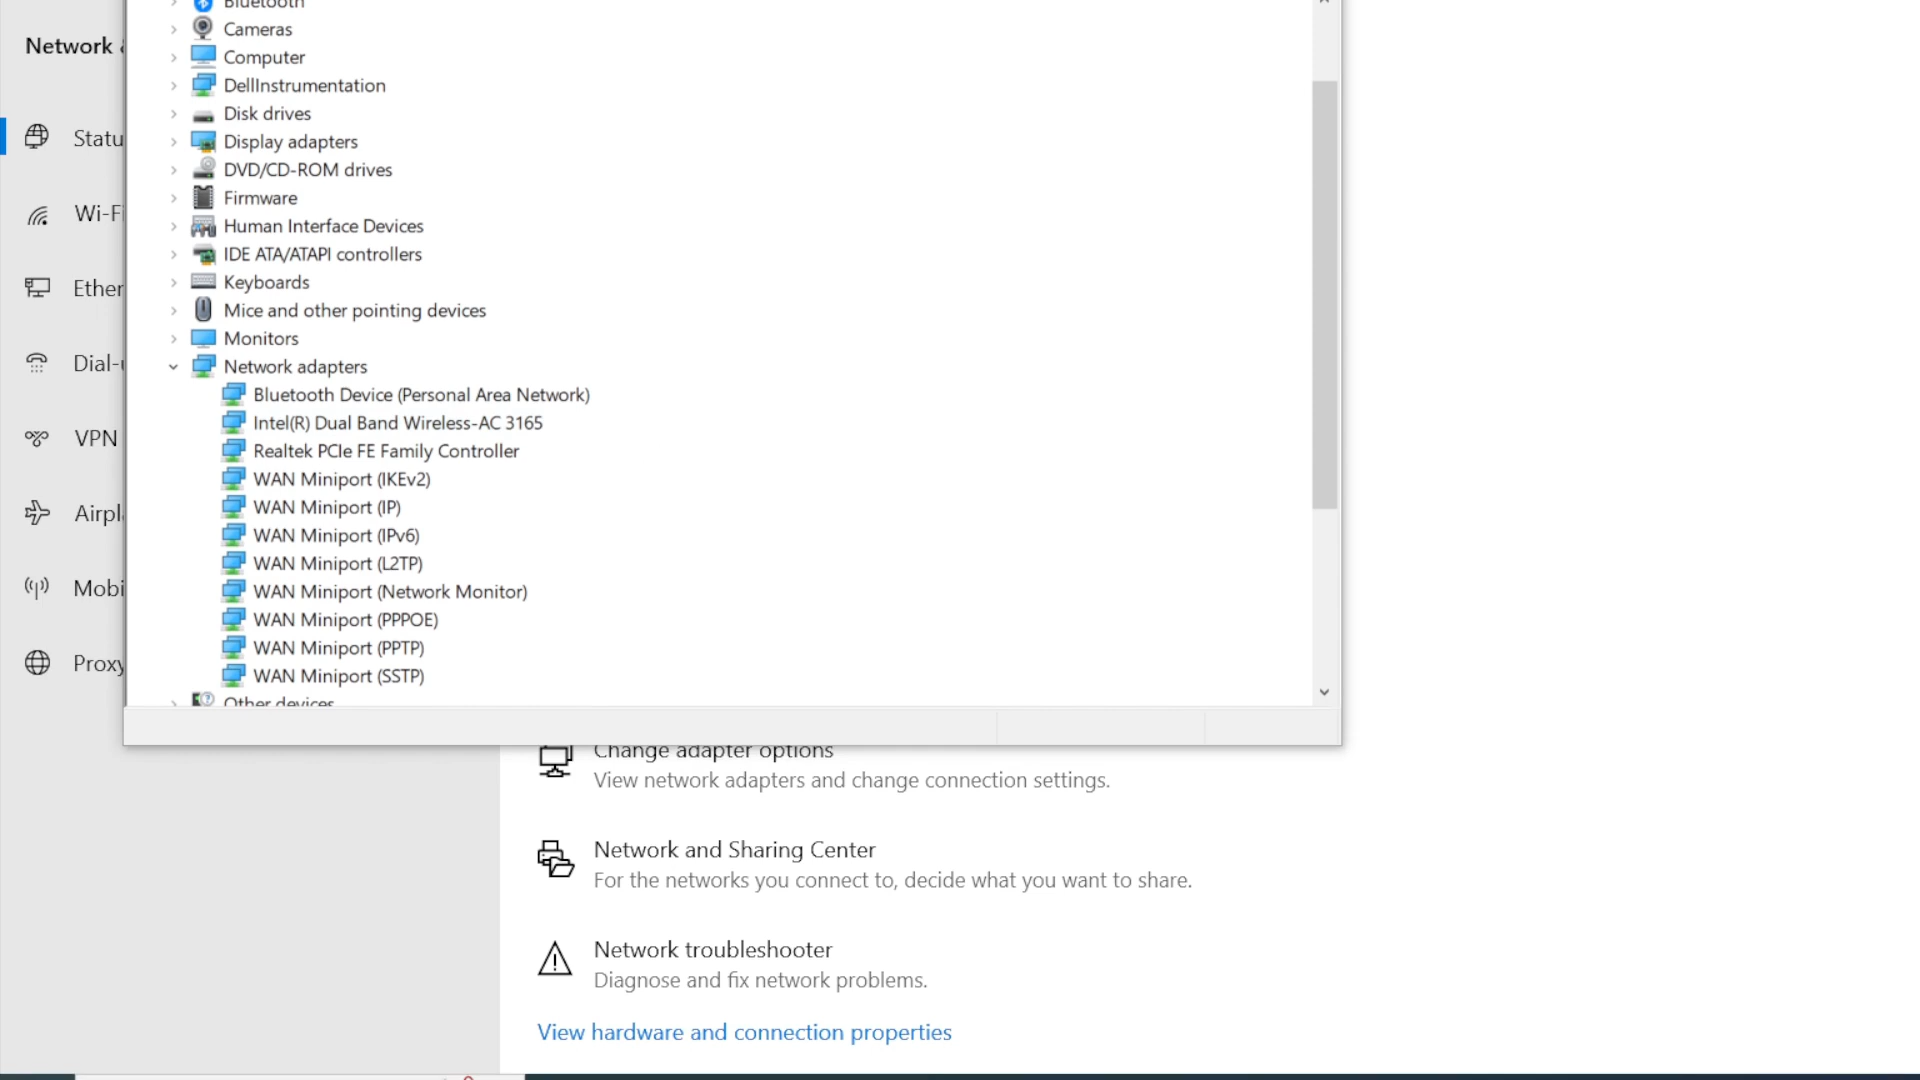 Network
Status
Wi-Fi
Ether
Dial-
VPN
Airpl
Mobi
Proxy
Bluetooth
Cameras
Computer
DellInstrumentation
Disk drives
Display adapters
DVD/CD-ROM drives
Firmware
Human Interface Devices
IDE ATA/ATAPI controllers
Keyboards
Mice and other pointing devices
Monitors
Network adapters
Bluetooth Device (Personal Area Network)
Intel(R) Dual Band Wireless-AC 3165
Realtek PCIe FE Family Controller
WAN Miniport (IKEv2)
WAN Miniport (IP)
WAN Miniport (IPv6)
WAN Miniport (L2TP)
WAN Miniport (Network Monitor)
WAN Miniport (PPPOE)
WAN Miniport (PPTP)
WAN Miniport (SSTP)
Other devices
Change adapter options
View network adapters and change connection settings.
Network and Sharing Center
For the networks you connect to, decide what you want to share.
Network troubleshooter
Diagnose and fix network problems.
View hardware and connection properties